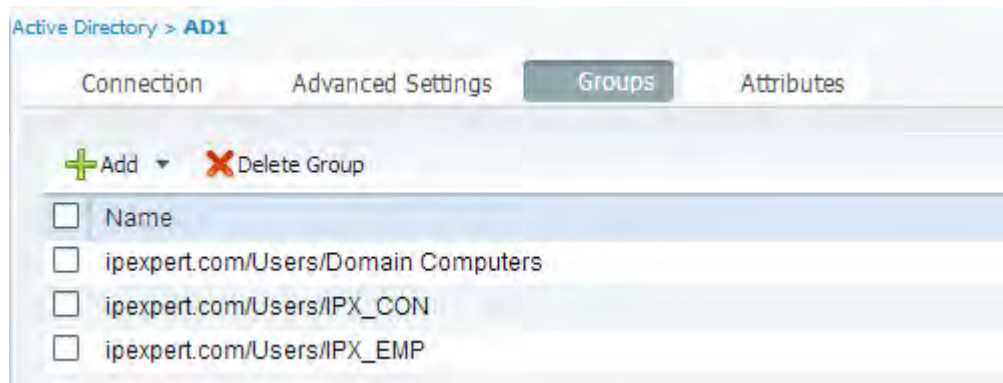 Active Directory > AD1
Connection Advanced Settings Groups Attributes
Add Delete Group
Name
ipexpert.com/Users/Domain Computers
ipexpert.com/Users/IPX_CON
ipexpert.com/Users/IPX_EMP